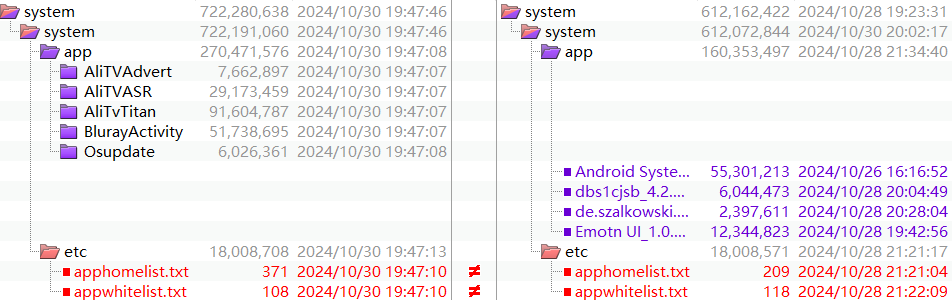 system 722,280,638 2024/10/30 19:47:46 system 612,162,422 2024/10/28 19:23:31
system 722,191,060 2024/10/30 19:47:46 system 612,072,844 2024/10/30 20:02:17
app 270,471,576 2024/10/30 19:47:08 app 160,353,497 2024/10/28 21:34:40
AliTVAdvert 7,662,897 2024/10/30 19:47:07
AliTVASR 29,173,459 2024/10/30 19:47:07
AliTvTitan 91,604,787 2024/10/30 19:47:07
BlurayActivity 51,738,695 2024/10/30 19:47:07
Osupdate 6,026,361 2024/10/30 19:47:08
Android Syste... 55,301,213 2024/10/26 16:16:52
dbs1cjsb_4.2.... 6,044,473 2024/10/28 20:04:49
de.szalkowski.... 2,397,611 2024/10/28 20:28:04
Emotn UI_1.0.... 12,344,823 2024/10/28 19:42:56
etc 18,008,708 2024/10/30 19:47:13 etc 18,008,571 2024/10/28 21:21:17
apphomelist.txt 371 2024/10/30 19:47:10 ≠ apphomelist.txt 209 2024/10/28 21:21:04
appwhitelist.txt 108 2024/10/30 19:47:10 ≠ appwhitelist.txt 118 2024/10/28 21:22:09